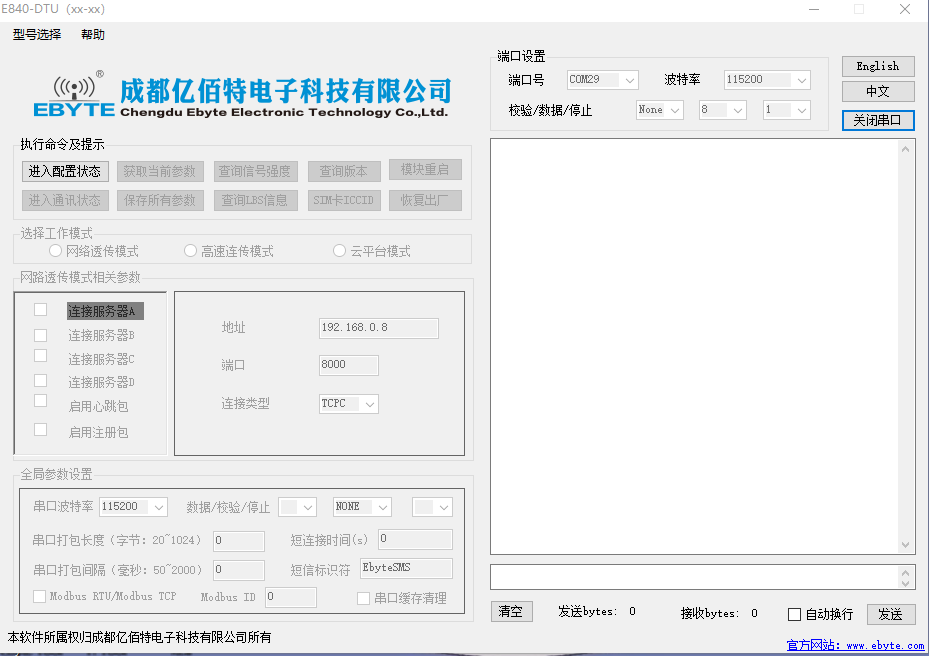 E840-DTU (xx-xx)
型号选择 帮助
EBYTE ® 成都亿佰特电子科技有限公司
Chengdu Ebyte Electronic Technology Co.,Ltd.
执行命令及提示
进入配置状态 获取当前参数 查询信号强度 查询版本 模块重启
进入通讯状态 保存所有参数 查询LBS信息 SIM卡ICCID 恢复出厂
选择工作模式
网络透传模式 高速连传模式 云平台模式
网路透传模式相关参数
连接服务器A
连接服务器B
连接服务器C
连接服务器D
启用心跳包
启用注册包
地址 192.168.0.8
端口 8000
连接类型 TCPC
全局参数设置
串口波特率 115200 数据/校验/停止 NONE
串口打包长度（字节：20~1024） 0 短连接时间(s) 0
串口打包间隔（毫秒：50~2000） 0 短信标识符 EbyteSMS
Modbus RTU/Modbus TCP Modbus ID 0 串口缓存清理
本软件所属权归成都亿佰特电子科技有限公司所有
端口设置
端口号 COM29 波特率 115200
校验/数据/停止 None 8 1
English
中文
关闭串口
清空 发送bytes: 0 接收bytes: 0 自动换行 发送
官方网站：www.ebyte.com